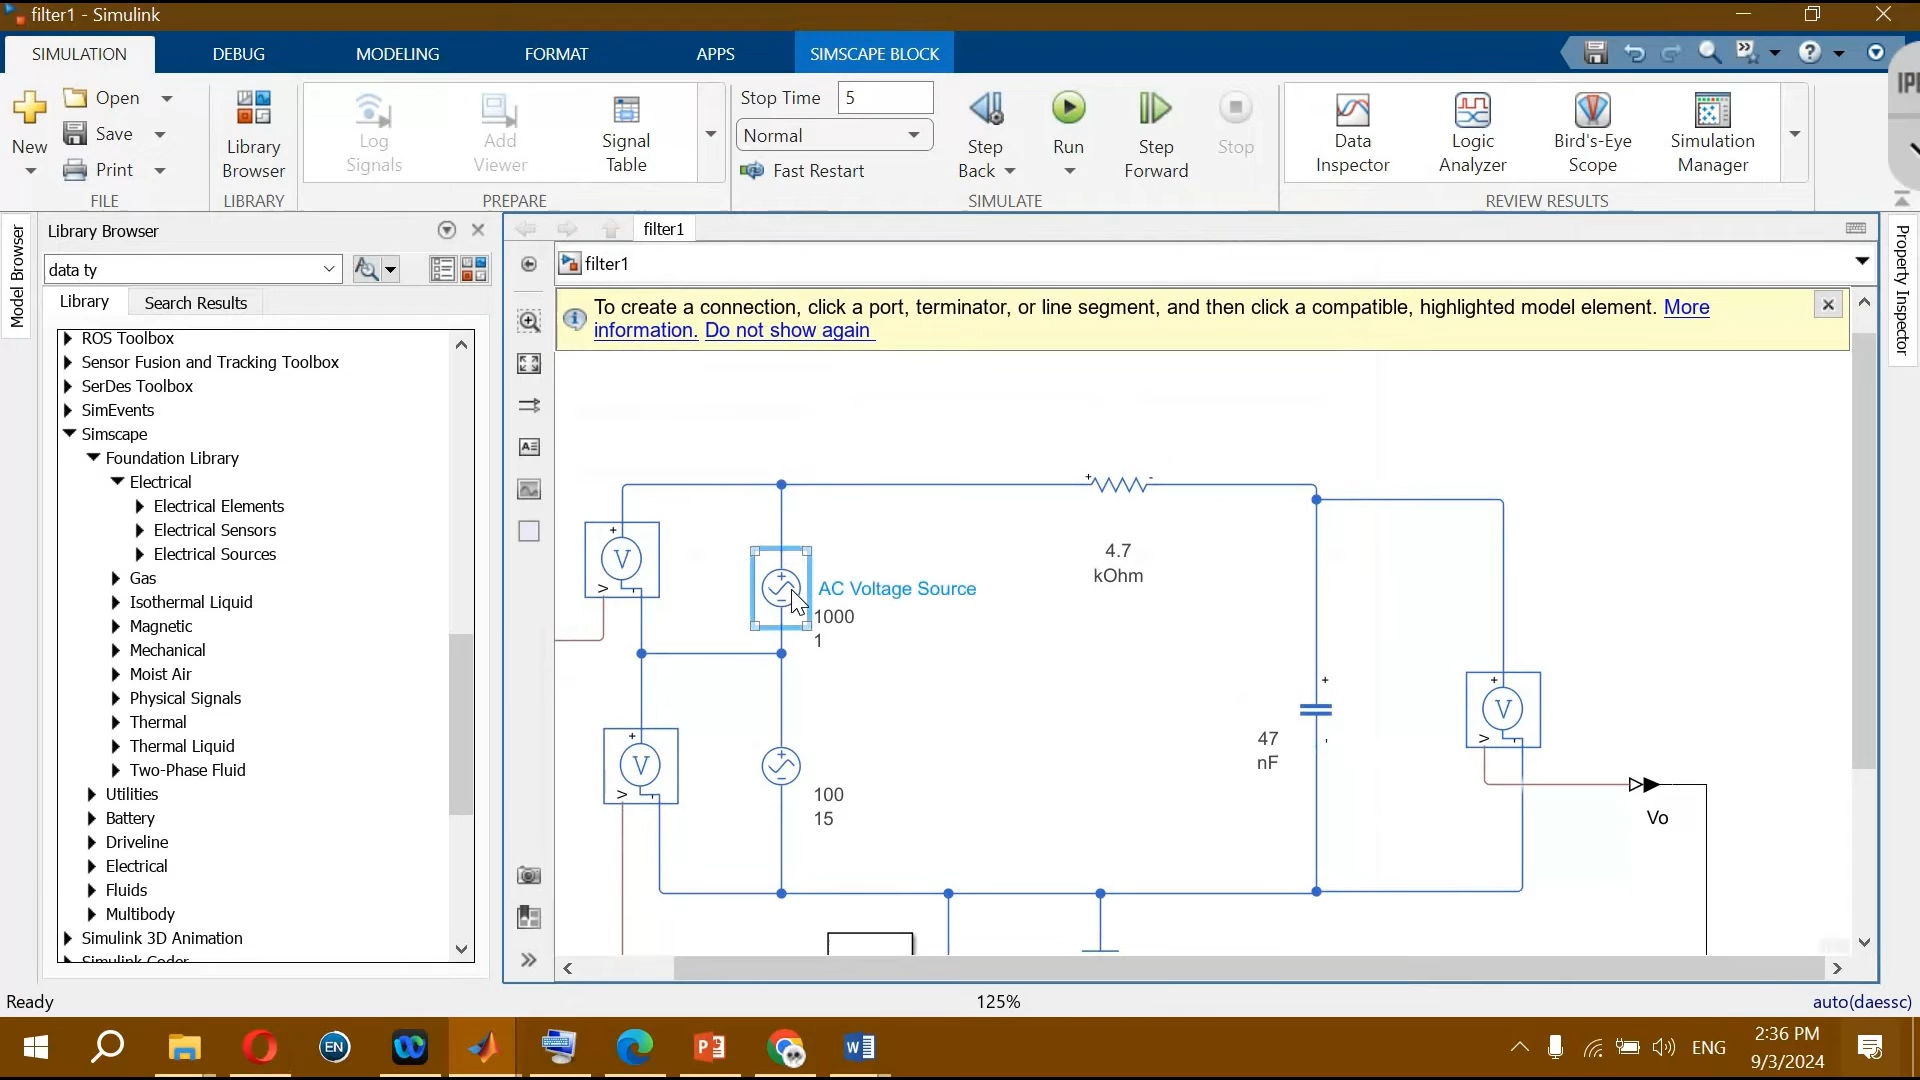 filter1 - Simulink
SIMULATION
DEBUG
MODELING
FORMAT
APPS
SIMSCAPE BLOCK
New
Open
Save
Print
FILE
Library
Browser
LIBRARY
Log
Signals
Add
Viewer
Signal
Table
PREPARE
Stop Time 5
Normal
Fast Restart
Step
Back
Run
Step
Forward
Stop
SIMULATE
Data
Inspector
Logic
Analyzer
Bird's-Eye
Scope
Simulation
Manager
REVIEW RESULTS
Model Browser
Library Browser
data ty
Library
Search Results
ROS Toolbox
Sensor Fusion and Tracking Toolbox
SerDes Toolbox
SimEvents
Simscape
Foundation Library
Electrical
Electrical Elements
Electrical Sensors
Electrical Sources
Gas
Isothermal Liquid
Magnetic
Mechanical
Moist Air
Physical Signals
Thermal
Thermal Liquid
Two-Phase Fluid
Utilities
Battery
Driveline
Electrical
Fluids
Multibody
Simulink 3D Animation
Simulink Coder
filter1
filter1
To create a connection, click a port, terminator, or line segment, and then click a compatible, highlighted model element. More
information. Do not show again
Property Inspector
V
V
AC Voltage Source
1000
1
100
15
4.7
kOhm
47
nF
V
Vo
Ready
125%
auto(daessc)
EN
ENG
2:36 PM
9/3/2024